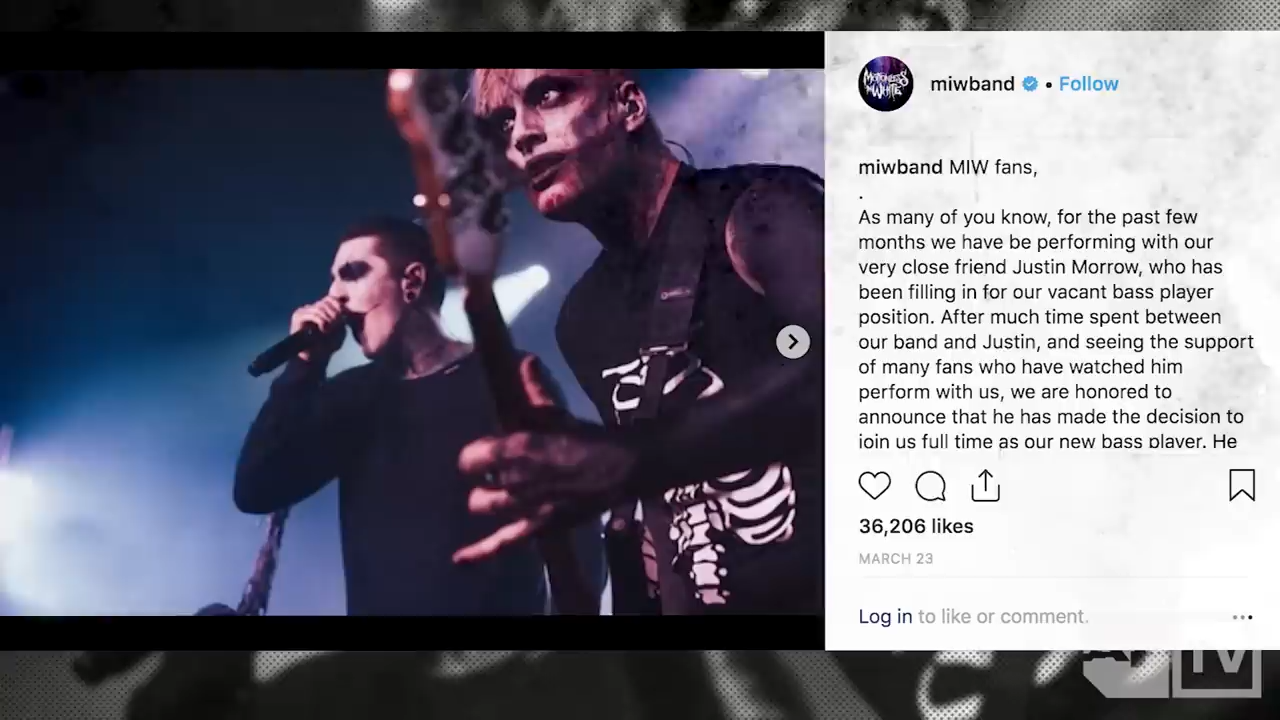 MOTIONLESS
IN WHITE
miwband • Follow
miwband MIW fans,
.
As many of you know, for the past few
months we have be performing with our
very close friend Justin Morrow, who has
been filling in for our vacant bass player
position. After much time spent between
our band and Justin, and seeing the support
of many fans who have watched him
perform with us, we are honored to
announce that he has made the decision to
join us full time as our new bass player. He
36,206 likes
MARCH 23
Log in to like or comment.
TV